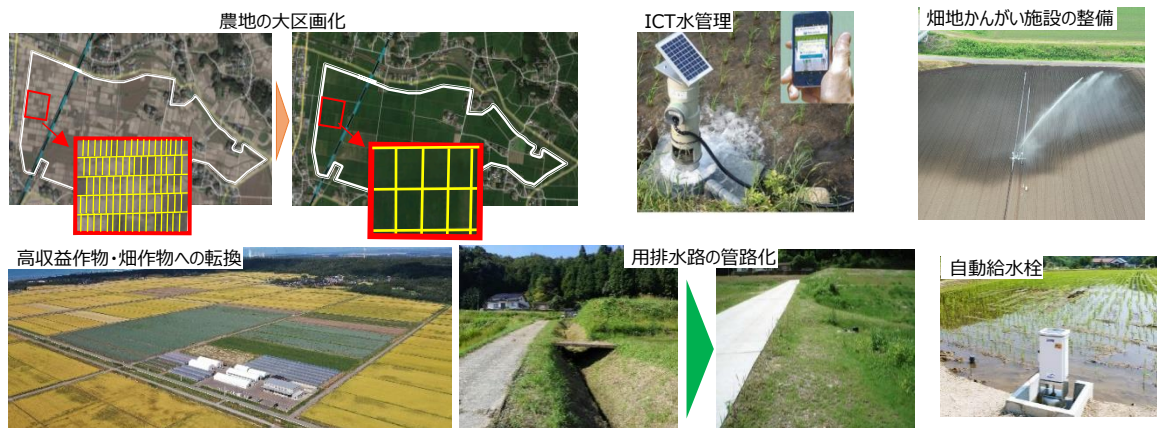 農地の大区画化
ICT水管理
畑地かんがい施設の整備
高収益作物・畑作物への転換
用排水路の管路化
自動給水栓